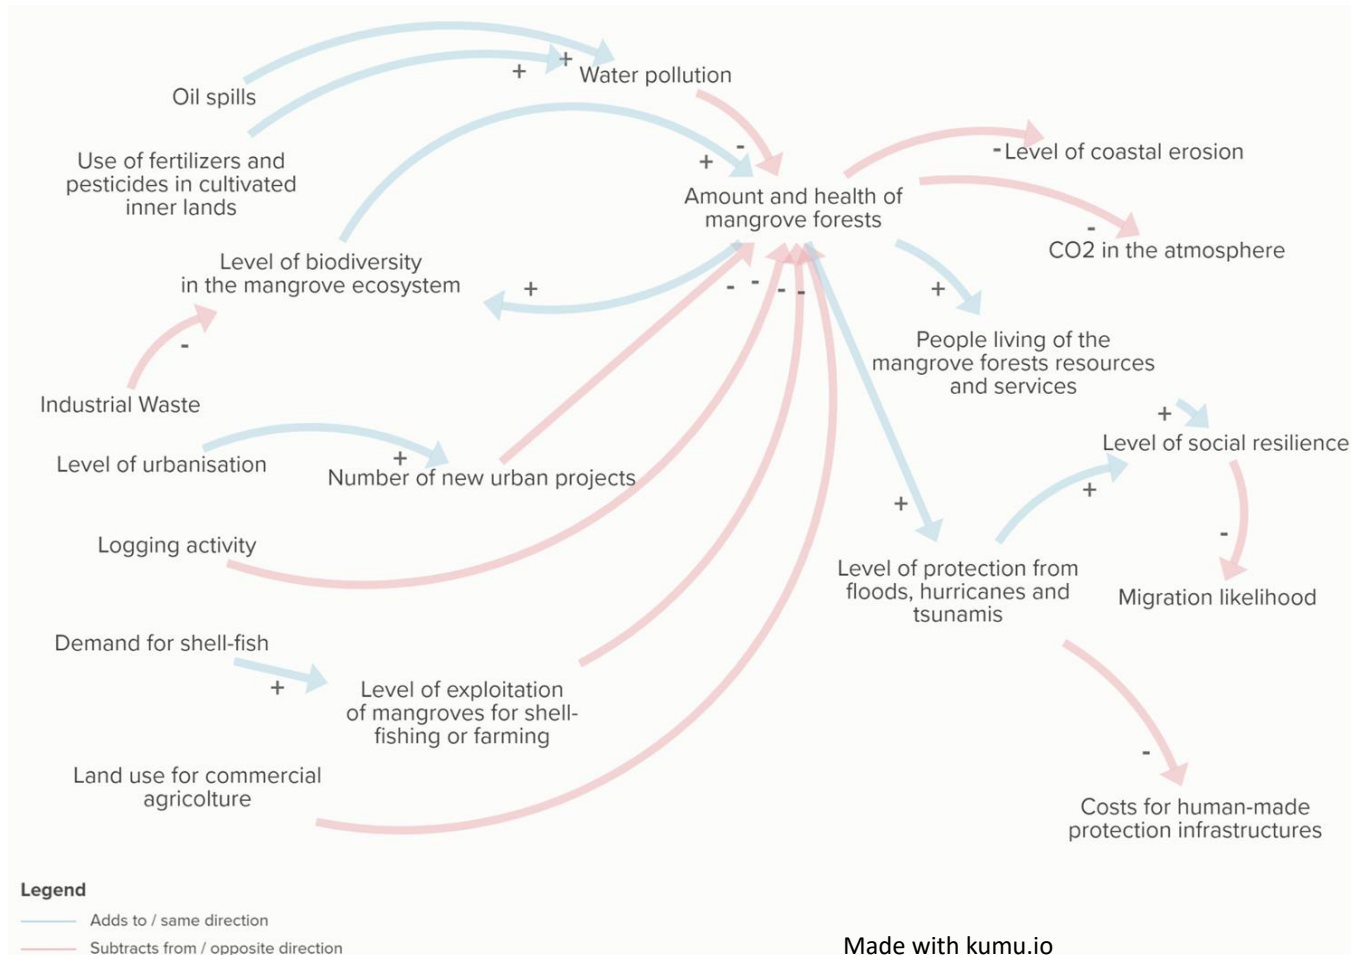 Oil spills
+
+
Water pollution
Use of fertilizers and
pesticides in cultivated
inner lands
-
+
Amount and health of
mangrove forests
-
Level of coastal erosion
-
CO2 in the atmosphere
Level of biodiversity
in the mangrove ecosystem
+
-
-
-
-
+
People living of the
mangrove forests resources
and services
-
Industrial Waste
Level of urbanisation
+
Number of new urban projects
+
Level of social resilience
+
+
-
Logging activity
Level of protection from
floods, hurricanes and
tsunamis
Migration likelihood
Demand for shell-fish
+
Level of exploitation
of mangroves for shell-
fishing or farming
Land use for commercial
agricolture
-
Costs for human-made
protection infrastructures
Legend
Adds to / same direction
Subtracts from / opposite direction
Made with kumu.io